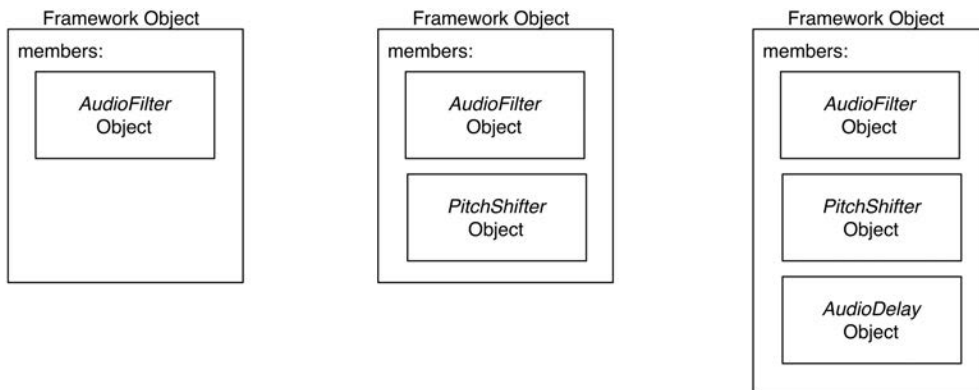 Framework Object
members:
AudioFilter
Object
Framework Object
members:
AudioFilter
Object
PitchShifter
Object
Framework Object
members:
AudioFilter
Object
PitchShifter
Object
AudioDelay
Object